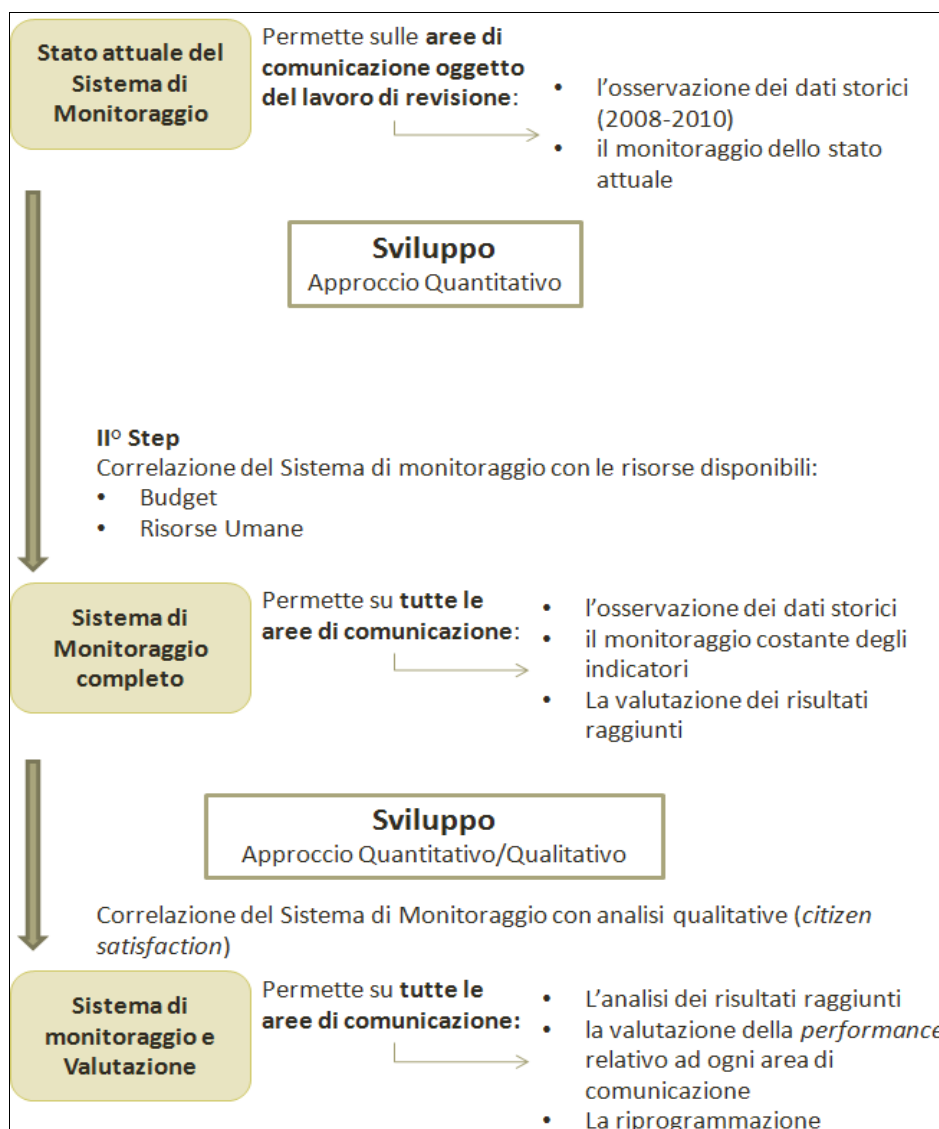 Stato attuale del
Sistema di
Monitoraggio
Permette sulle aree di
comunicazione oggetto
del lavoro di revisione:
• l'osservazione dei dati storici
(2008-2010)
• il monitoraggio dello stato
attuale
Sviluppo
Approccio Quantitativo
II° Step
Correlazione del Sistema di monitoraggio con le risorse disponibili:
• Budget
• Risorse Umane
Sistema di
Monitoraggio
completo
Permette su tutte le
aree di comunicazione:
• l'osservazione dei dati storici
• il monitoraggio costante degli
indicatori
• La valutazione dei risultati
raggiunti
Sviluppo
Approccio Quantitativo/Qualitativo
Correlazione del Sistema di Monitoraggio con analisi qualitative (citizen
satisfaction)
Sistema di
monitoraggio e
Valutazione
Permette su tutte le
aree di comunicazione:
• L'analisi dei risultati raggiunti
• la valutazione della performance
relativo ad ogni area di
comunicazione
• La riprogrammazione